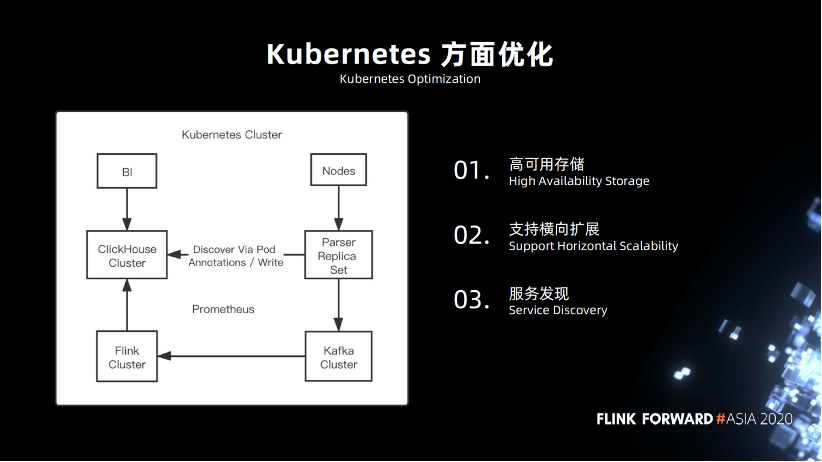 Kubernetes 方面优化
Kubernetes Optimization
Kubernetes Cluster
BI
Nodes
ClickHouse
Cluster
Discover Via Pod
Annotations / Write
Parser
Replica
Set
Prometheus
Flink
Cluster
Kafka
Cluster
01.
高可用存储
High Availability Storage
02.
支持横向扩展
Support Horizontal Scalability
03.
服务发现
Service Discovery
FLINK FORWARD #ASIA 2020